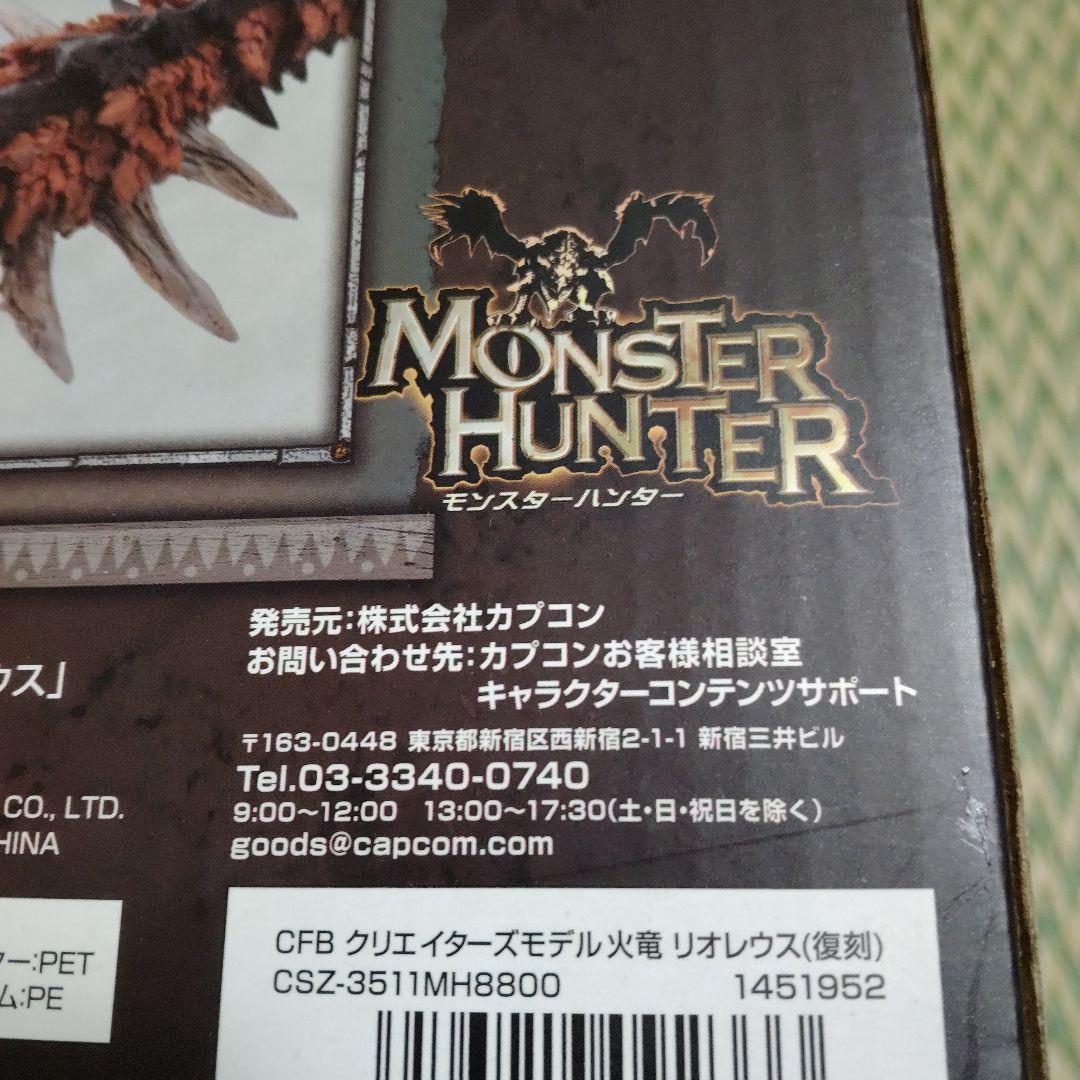 MONSTER
HUNTER
モンスターハンター
発売元:株式会社カプコン
お問い合わせ先:カプコンお客様相談室
キャラクターコンテンツサポート
〒163-0448 東京都新宿区西新宿2-1-1 新宿三井ビル
Tel.03-3340-0740
9:00～12:00 13:00～17:30(土・日・祝日を除く)
goods@capcom.com
ウス」
CO., LTD.
HINA
ー:PET
ム:PE
CFB クリエイターズモデル 火竜 リオレウス(復刻)
CSZ-3511MH8800 1451952